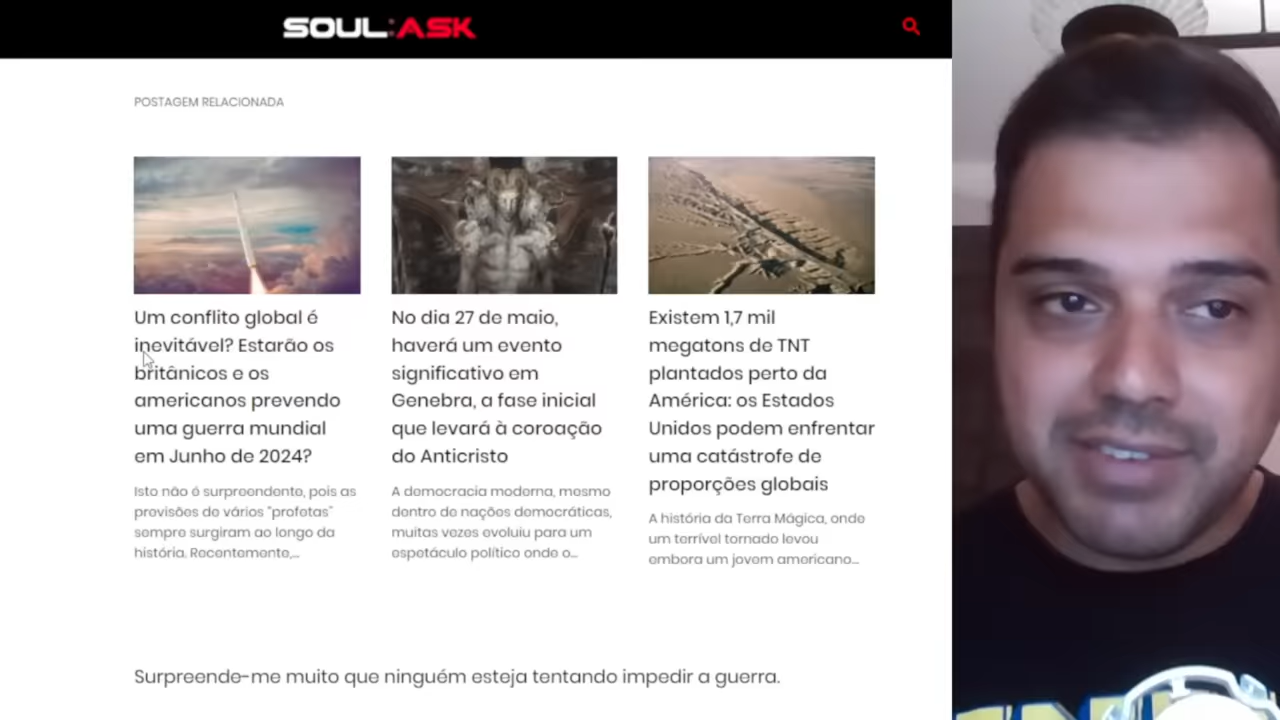 SOUL:ASK
POSTAGEM RELACIONADA
Um conflito global é
inevitável? Estarão os
britânicos e os
americanos prevendo
uma guerra mundial
em Junho de 2024?
Isto não é surpreendente, pois as
previsões de vários "profetas"
sempre surgiram ao longo da
história. Recentemente,...
No dia 27 de maio,
haverá um evento
significativo em
Genebra, a fase inicial
que levará à coroação
do Anticristo
A democracia moderna, mesmo
dentro de nações democráticas,
muitas vezes evoluiu para um
espetáculo político onde o...
Existem 1,7 mil
megatons de TNT
plantados perto da
América: os Estados
Unidos podem enfrentar
uma catástrofe de
proporções globais
A história da Terra Mágica, onde
um terrível tornado levou
embora um jovem americano...
Surpreende-me muito que ninguém esteja tentando impedir a guerra.